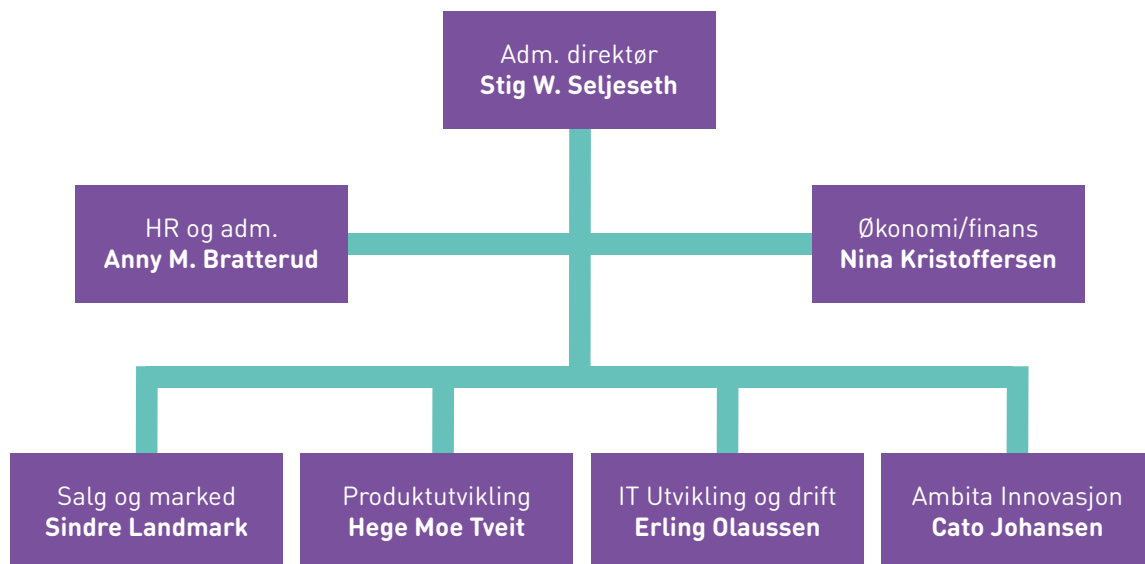 Adm. direktør
Stig W. Seljeseth
HR og adm.
Anny M. Bratterud
Økonomi/finans
Nina Kristoffersen
Salg og marked
Sindre Landmark
Produktutvikling
Hege Moe Tveit
IT Utvikling og drift
Erling Olaussen
Ambita Innovasjon
Cato Johansen